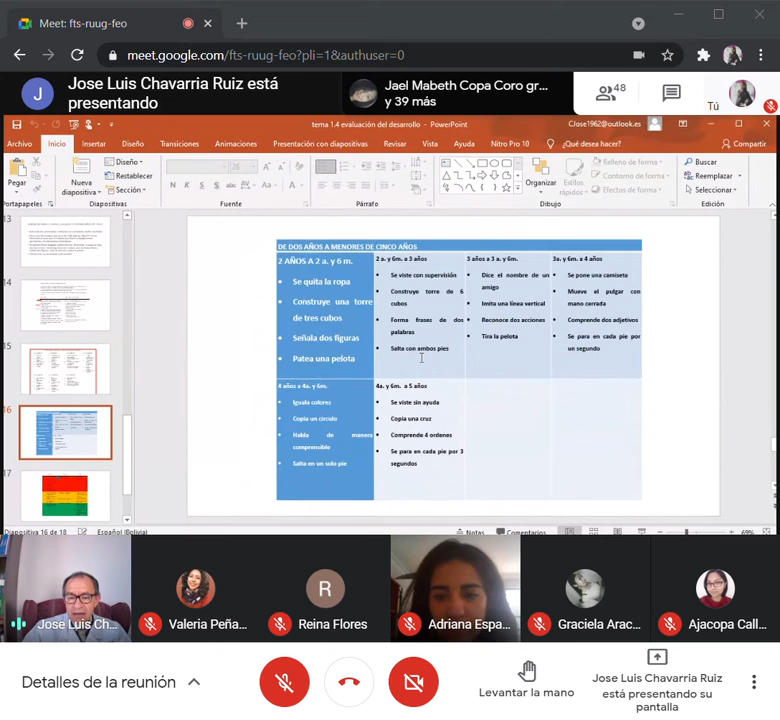 Meet: fts-ruug-feo
meet.google.com/fts-ruug-feo?pli=1&authuser=0
J
Jose Luis Chavarria Ruiz está
presentando
Jael Mabeth Copa Coro gr...
y 39 más
48
Tú
tema 1.4 evaluación del desarrollo - PowerPoint
CJose1962@outlook.es
Archivo Inicio Insertar Diseño Transiciones Animaciones Presentación con diapositivas Revisar Vista Nitro Pro 10 ¿Qué desea hacer? Compartir
Pegar
Nueva
diapositiva
Diseño
Restablecer
Sección
Organizar
Estilos
rápidos
Relleno de forma
Contorno de forma
Efectos de forma
Buscar
Reemplazar
Seleccionar
Portapapeles Diapositivas Fuente Párrafo Dibujo Edición
13
14
15
16
17
DE DOS AÑOS A MENORES DE CINCO AÑOS
2 AÑOS A 2 a. y 6 m.
• Se quita la ropa
• Construye una torre
de tres cubos
• Señala dos figuras
• Patea una pelota
2 a. y 6m. a 3 años
• Se viste con supervisión
• Construye torre de 6
cubos
• Forma frases de dos
palabras
• Salta con ambos pies
3 años a 3 a. y 6m.
• Dice el nombre de un
amigo
• Imita una línea vertical
• Reconoce dos acciones
• Tira la pelota
3a. y 6m. a 4 años
• Se pone una camiseta
• Mueve el pulgar con
mano cerrada
• Comprende dos adjetivos
• Se para en cada pie por
un segundo
4 años a 4a. y 6m.
• Iguala colores
• Copia un círculo
• Habla de manera
comprensible
• Salta en un solo pie
4a. y 6m. a 5 años
• Se viste sin ayuda
• Copia una cruz
• Comprende 4 ordenes
• Se para en cada pie por 3
segundos
Diapositiva 16 de 18 Español (Bolivia) Notas Comentarios 69%
Jose Luis Ch...
Valeria Peña...
R
Reina Flores
Adriana Espa...
Graciela Arac...
Ajacopa Call...
Detalles de la reunión
Levantar la mano
Jose Luis Chavarria Ruiz
está presentando su
pantalla